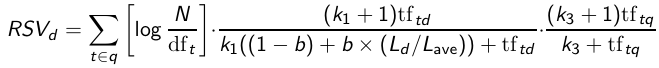 RSV_d = \sum_{t \in q} \left[ \log \frac{N}{\mathrm{df}_t} \right] \cdot \frac{(k_1+1)\mathrm{tf}_{td}}{k_1((1-b)+b \times (L_d/L_{\mathrm{ave}}))+\mathrm{tf}_{td}} \cdot \frac{(k_3+1)\mathrm{tf}_{tq}}{k_3+\mathrm{tf}_{tq}}